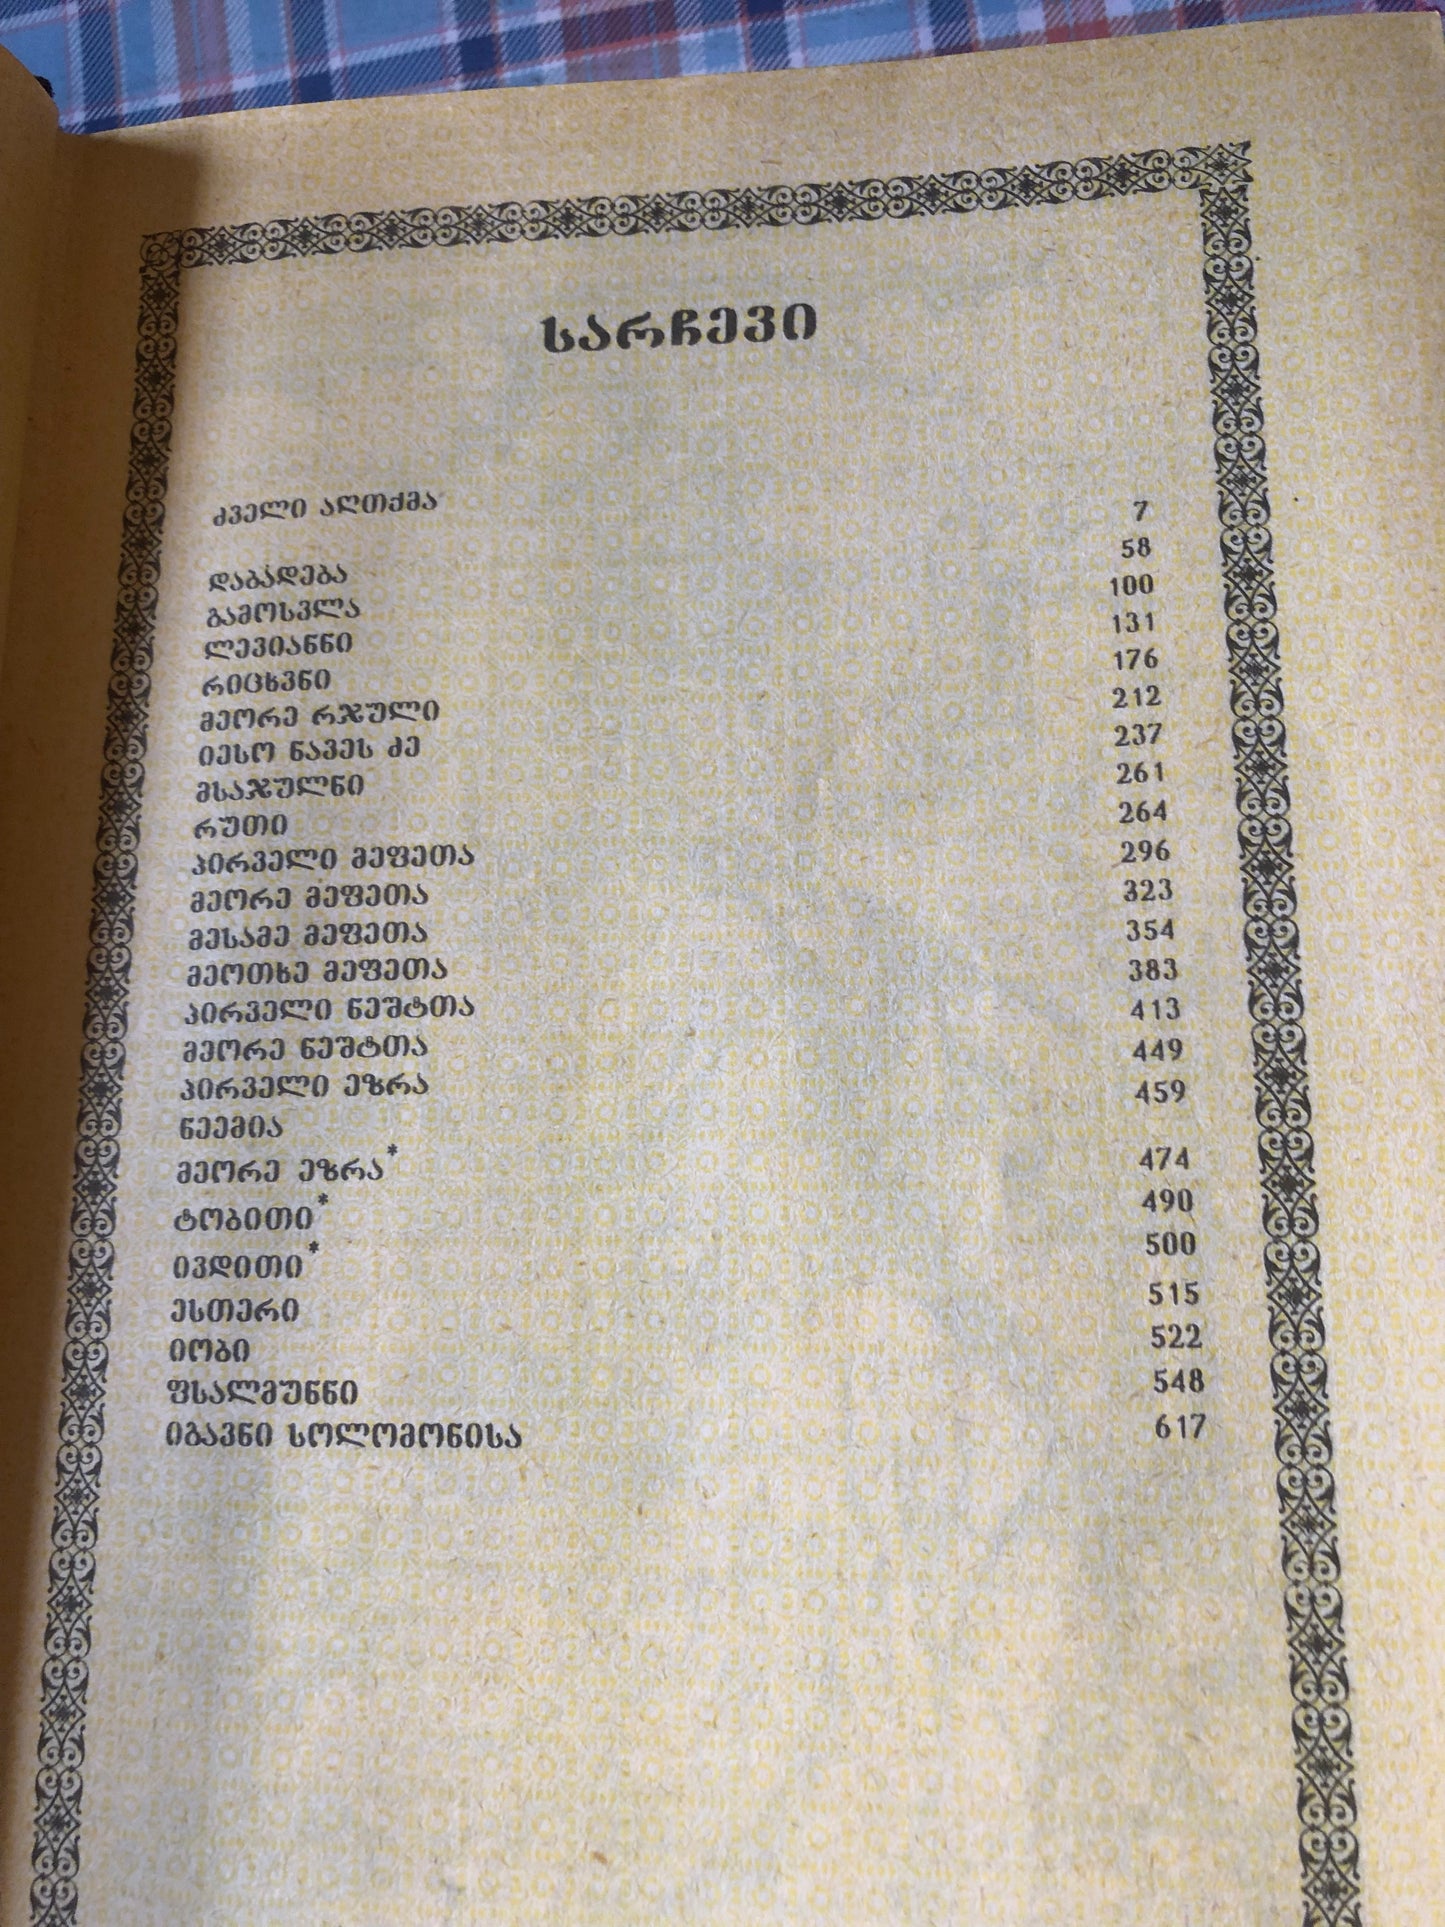 სარჩევი
ძველი აღთქმა
დაბადება 7
გამოსვლა 58
ლევიანნი 100
რიცხვნი 131
მეორე რჯული 176
იესო ნავეს ძე 212
მსაჯულნი 237
რუთი 261
პირველი მეფეთა 264
მეორე მეფეთა 296
მესამე მეფეთა 323
მეოთხე მეფეთა 354
პირველი ნეშტთა 383
მეორე ნეშტთა 413
პირველი ეზრა 449
ნეემია 459
მეორე ეზრა* 474
ტობითი* 490
ივდითი* 500
ესთერი 515
იობი 522
ფსალმუნნი 548
იგავნი სოლომონისა 617